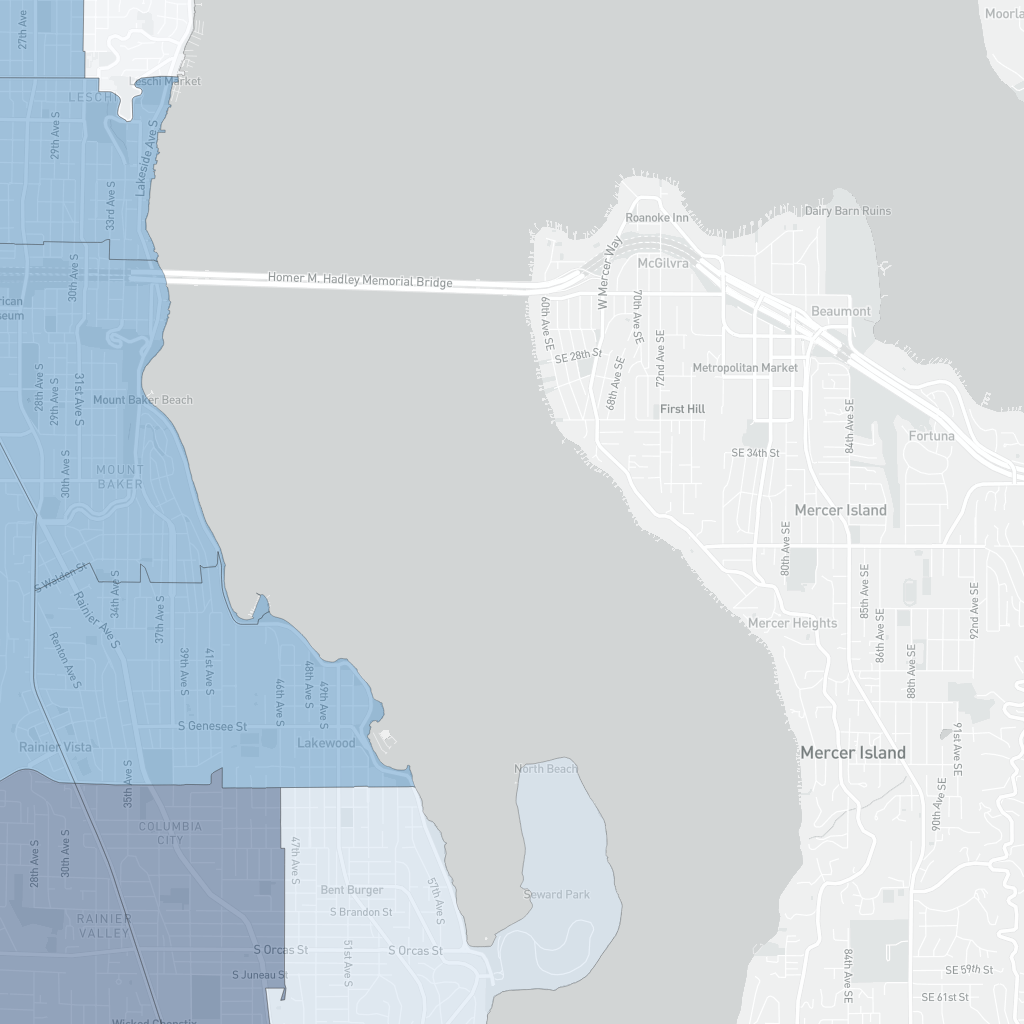 27th Ave
Moorla
Leschi Market
LESCHI
29th Ave S
Lakeside Ave S
33rd Ave S
Roanoke Inn
Dairy Barn Ruins
W Mercer Way
McGilvra
30th Ave S
Homer M. Hadley Memorial Bridge
rican
seum
60th Ave SE
70th Ave SE
Beaumont
SE 28th St
72nd Ave SE
Metropolitan Market
68th Ave SE
28th Ave S
29th Ave S
31st Ave S
Mount Baker Beach
First Hill
84th Ave SE
Fortuna
SE 34th St
30th Ave S
MOUNT
BAKER
Mercer Island
80th Ave SE
S Walden St
34th Ave S
Rainier Ave S
37th Ave S
85th Ave SE
92nd Ave SE
Mercer Heights
86th Ave SE
Renton Ave S
39th Ave S
41st Ave S
46th Ave S
48th Ave S
49th Ave S
88th Ave SE
S Genesee St
Lakewood
Rainier Vista
91st Ave SE
Mercer Island
North Beach
35th Ave S
90th Ave SE
COLUMBIA
CITY
28th Ave S
30th Ave S
47th Ave S
Bent Burger
57th Ave S
Seward Park
RAINIER
VALLEY
S Brandon St
S Orcas St
S Orcas St
51st Ave S
S Juneau St
84th Ave SE
SE 59th St
SE 61st St
Wicked Chopstix